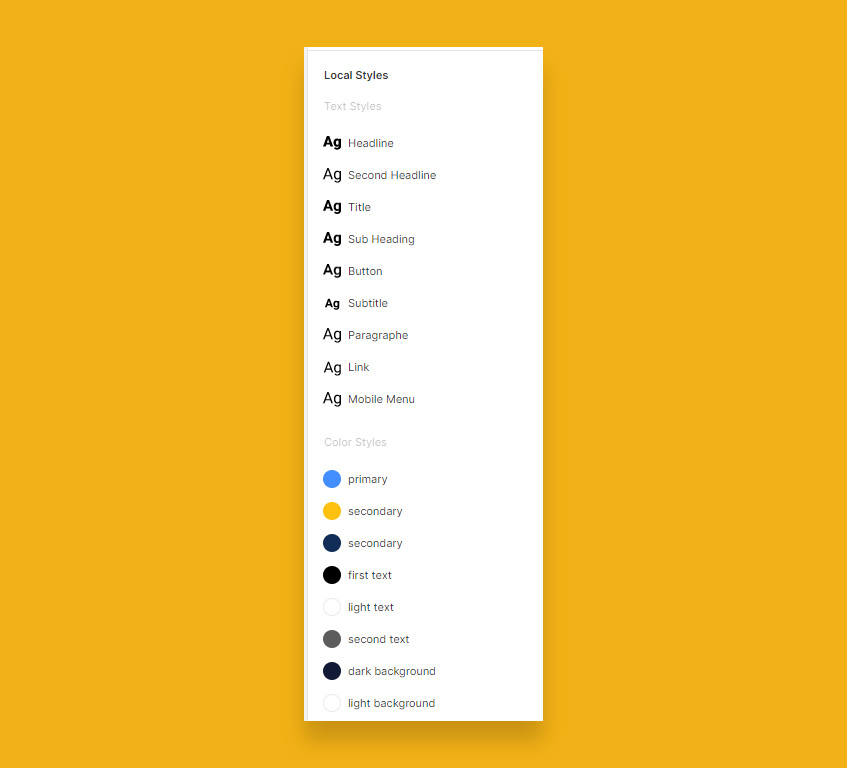 Local Styles
Text Styles
Ag Headline
Ag Second Headline
Ag Title
Ag Sub Heading
Ag Button
Ag Subtitle
Ag Paragraphe
Ag Link
Ag Mobile Menu
Color Styles
primary
secondary
secondary
first text
light text
second text
dark background
light background